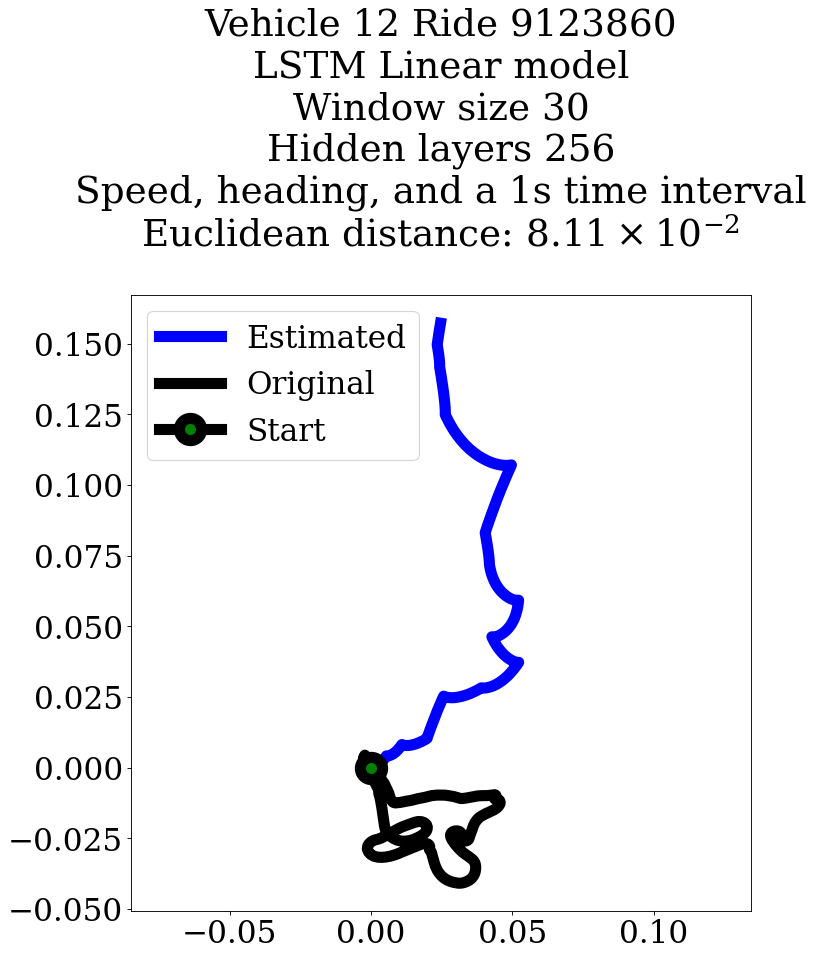 Vehicle 12 Ride 9123860
LSTM Linear model
Window size 30
Hidden layers 256
Speed, heading, and a 1s time interval
Euclidean distance: 8.11 × 10⁻²
Estimated
Original
Start
0.150
0.125
0.100
0.075
0.050
0.025
0.000
−0.025
−0.050
−0.05 0.00 0.05 0.10